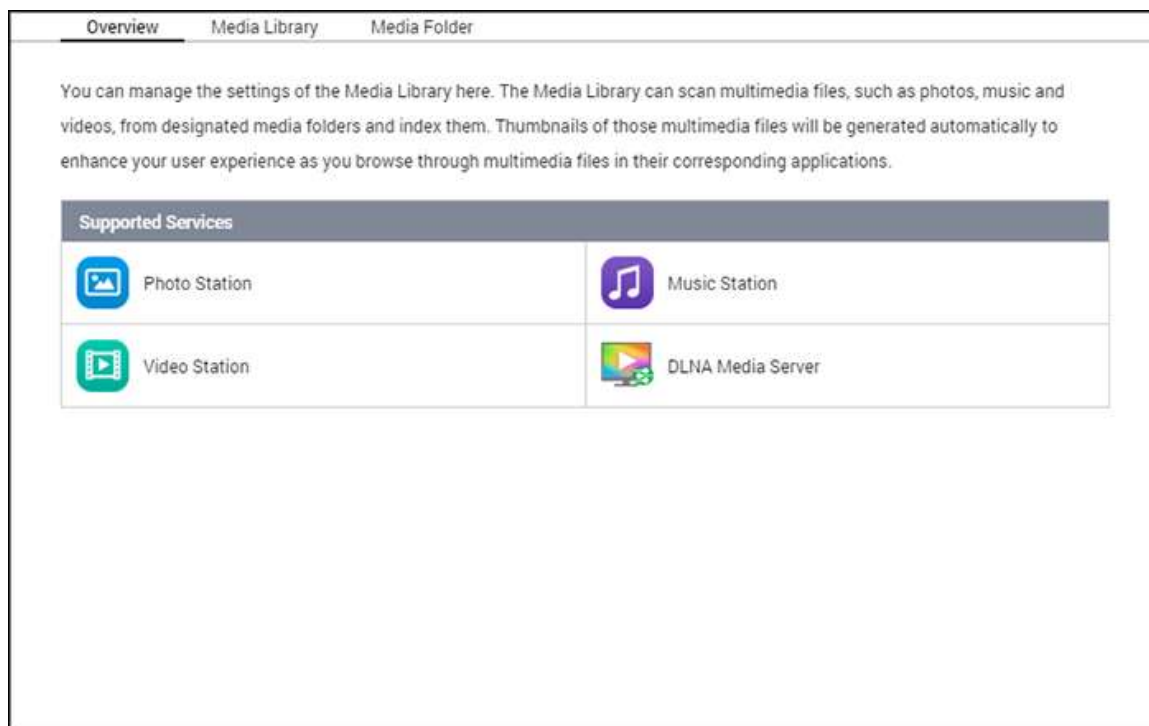 Overview Media Library Media Folder
You can manage the settings of the Media Library here. The Media Library can scan multimedia files, such as photos, music and
videos, from designated media folders and index them. Thumbnails of those multimedia files will be generated automatically to
enhance your user experience as you browse through multimedia files in their corresponding applications.
Supported Services
Photo Station Music Station
Video Station DLNA Media Server